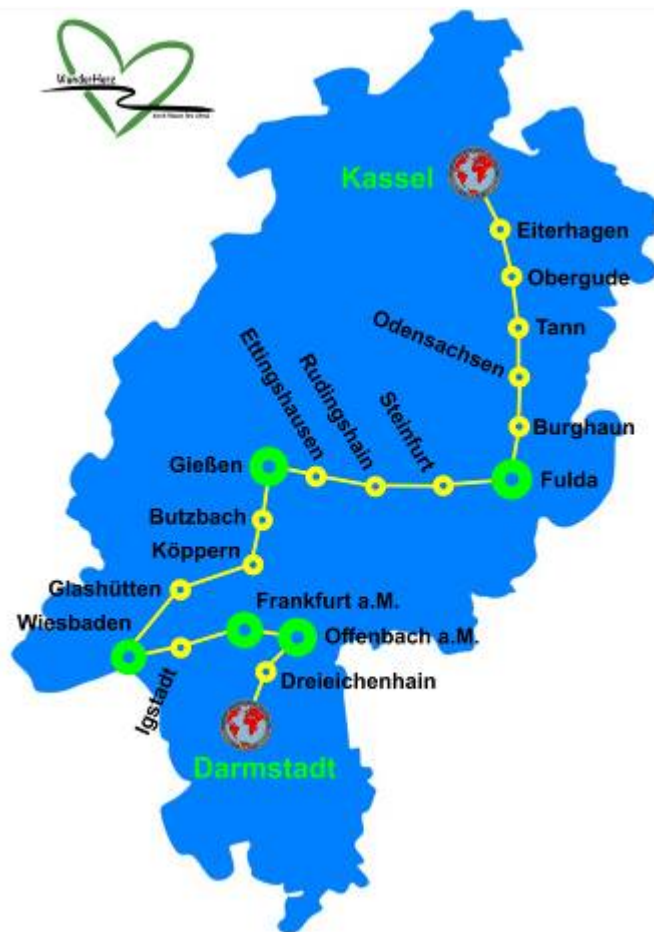 WanderHerz
Kassel
Eiterhagen
Obergude
Tann
Odensachsen
Ettingshausen
Rudingshain
Steinfurt
Burghaun
Gießen
Fulda
Butzbach
Köppern
Glashütten
Frankfurt a.M.
Wiesbaden
Offenbach a.M.
Igstadt
Dreieichenhain
Darmstadt